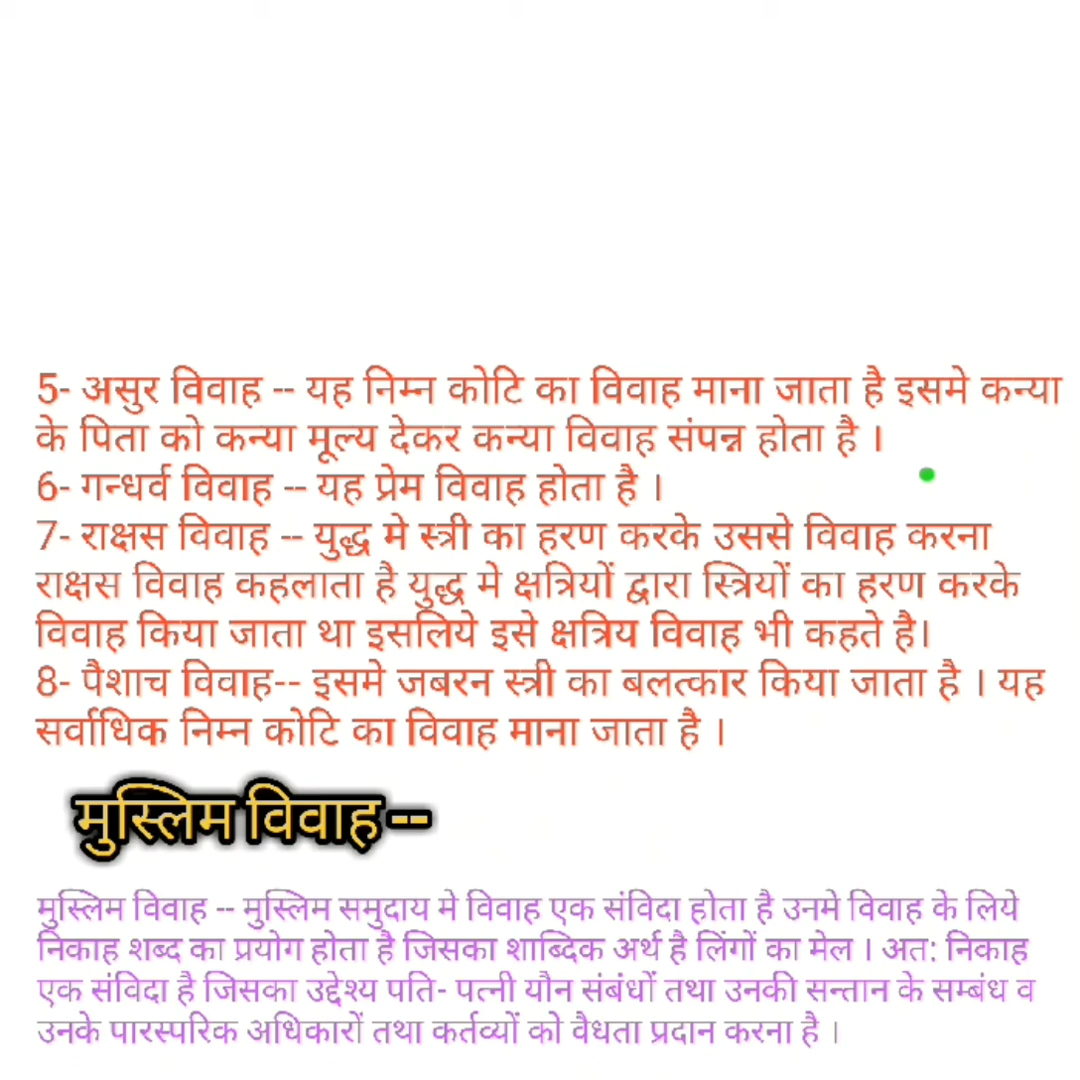 5- असुर विवाह -- यह निम्न कोटि का विवाह माना जाता है इसमे कन्या
के पिता को कन्या मूल्य देकर कन्या विवाह संपन्न होता है ।
6- गन्धर्व विवाह -- यह प्रेम विवाह होता है ।
7- राक्षस विवाह -- युद्ध मे स्त्री का हरण करके उससे विवाह करना
राक्षस विवाह कहलाता है युद्ध मे क्षत्रियों द्वारा स्त्रियों का हरण करके
विवाह किया जाता था इसलिये इसे क्षत्रिय विवाह भी कहते है।
8- पैशाच विवाह-- इसमे जबरन स्त्री का बलत्कार किया जाता है । यह
सर्वाधिक निम्न कोटि का विवाह माना जाता है ।
मुस्लिम विवाह --
मुस्लिम विवाह -- मुस्लिम समुदाय मे विवाह एक संविदा होता है उनमे विवाह के लिये
निकाह शब्द का प्रयोग होता है जिसका शाब्दिक अर्थ है लिंगों का मेल । अत: निकाह
एक संविदा है जिसका उद्देश्य पति- पत्नी यौन संबंधों तथा उनकी सन्तान के सम्बंध व
उनके पारस्परिक अधिकारों तथा कर्तव्यों को वैधता प्रदान करना है ।